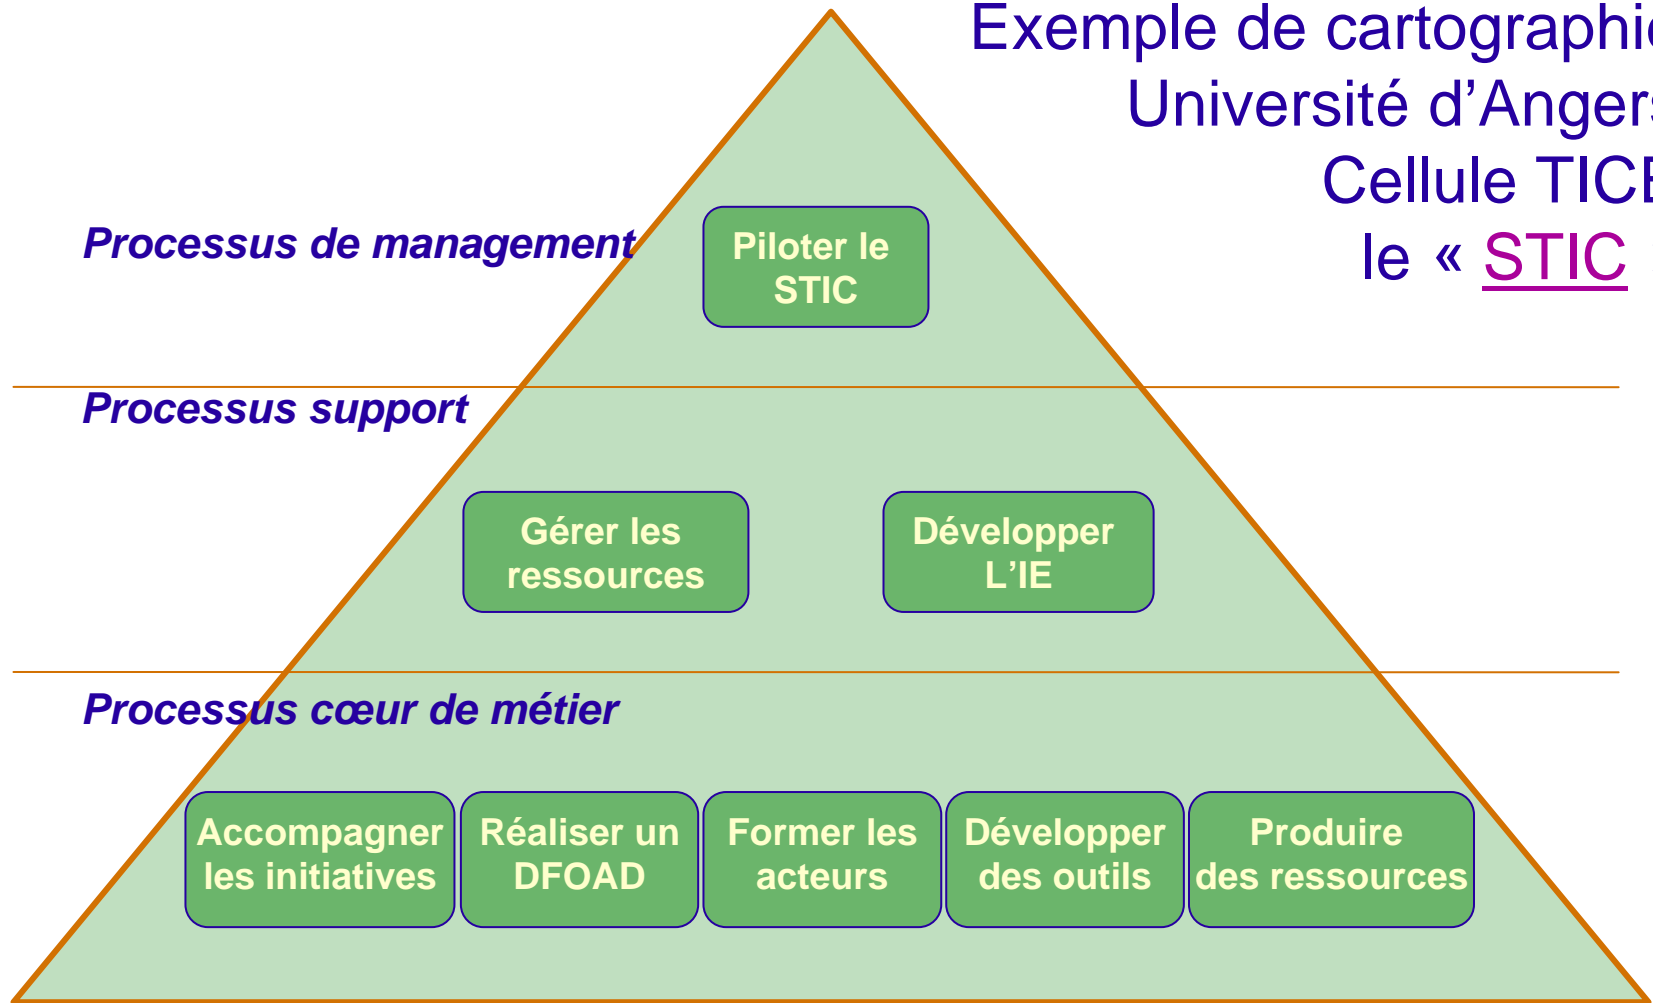 Exemple de cartographie
Université d’Angers
Cellule TICE
le « STIC
Processus de management
Piloter le
STIC
Processus support
Gérer les
ressources
Développer
L’IE
Processus cœur de métier
Accompagner
les initiatives
Réaliser un
DFOAD
Former les
acteurs
Développer
des outils
Produire
des ressources